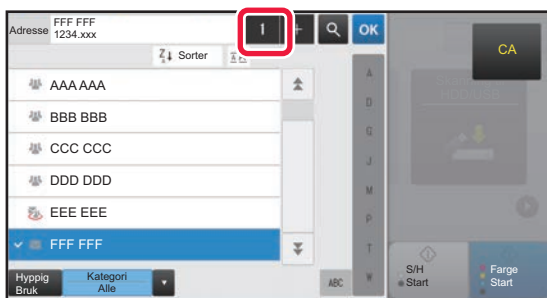 Adresse
FFF FFF
1234.xxx
1
+
OK
CA
Z↓ Sorter
AAA AAA
BBB BBB
CCC CCC
DDD DDD
EEE EEE
FFF FFF
A
D
G
J
M
P
T
W
Hyppig
Bruk
Kategori
Alle
ABC
S/H
Start
Farge
Start